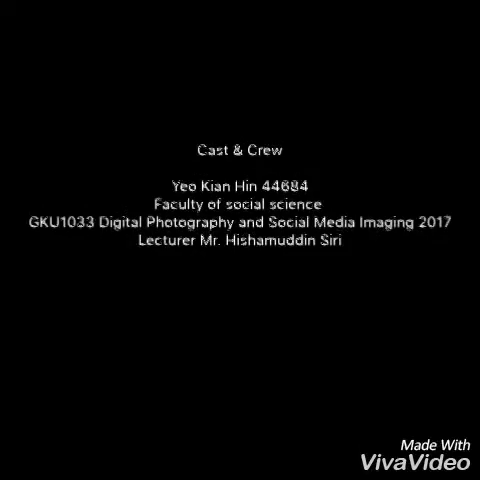 Cast & Crew
Yeo Kian Hin 44684
Faculty of social science
GKU1033 Digital Photography and Social Media Imaging 2017
Lecturer Mr. Hishamuddin Siri
Made With
VivaVideo